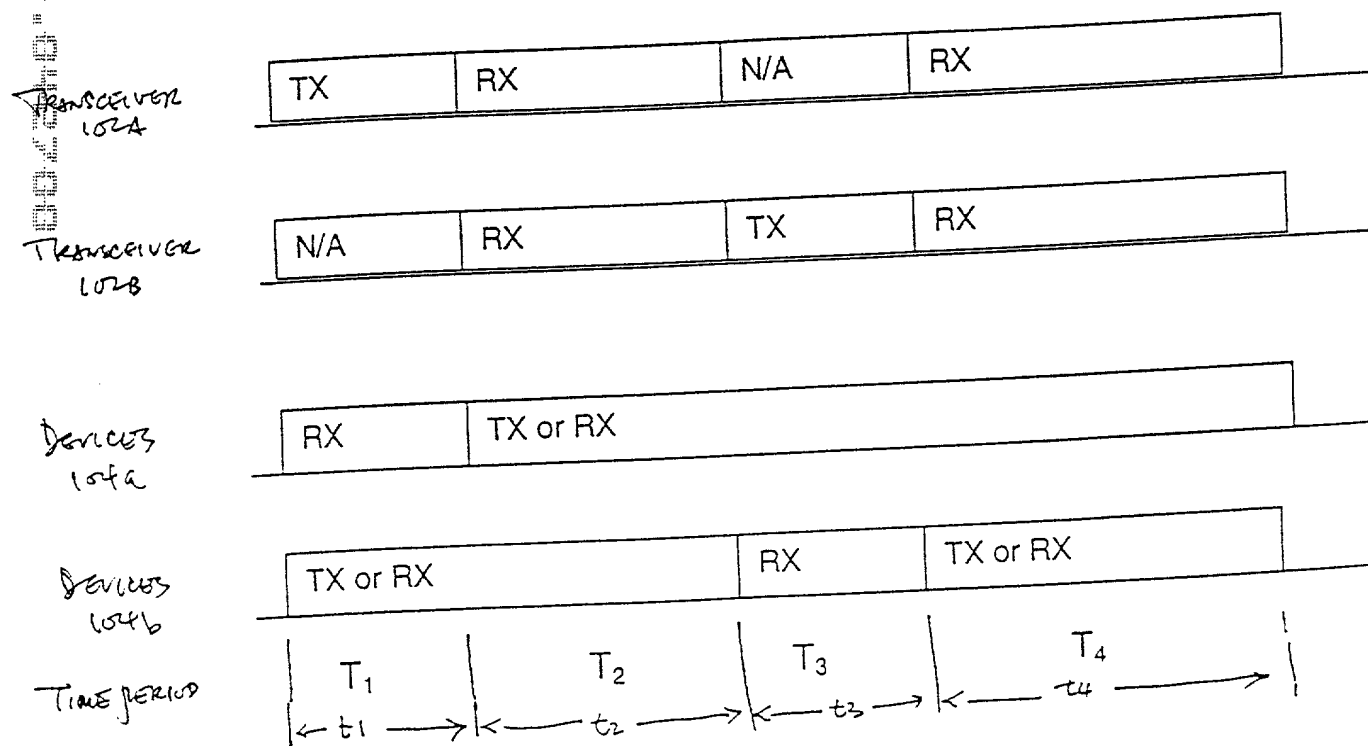 TRANSCEIVER
102A
TX RX N/A RX
TRANSCEIVER
102B
N/A RX TX RX
DEVICES
104a
RX TX or RX
DEVICES
104b
TX or RX RX TX or RX
TIME PERIOD
T1 T2 T3 T4
t1 t2 t3 t4